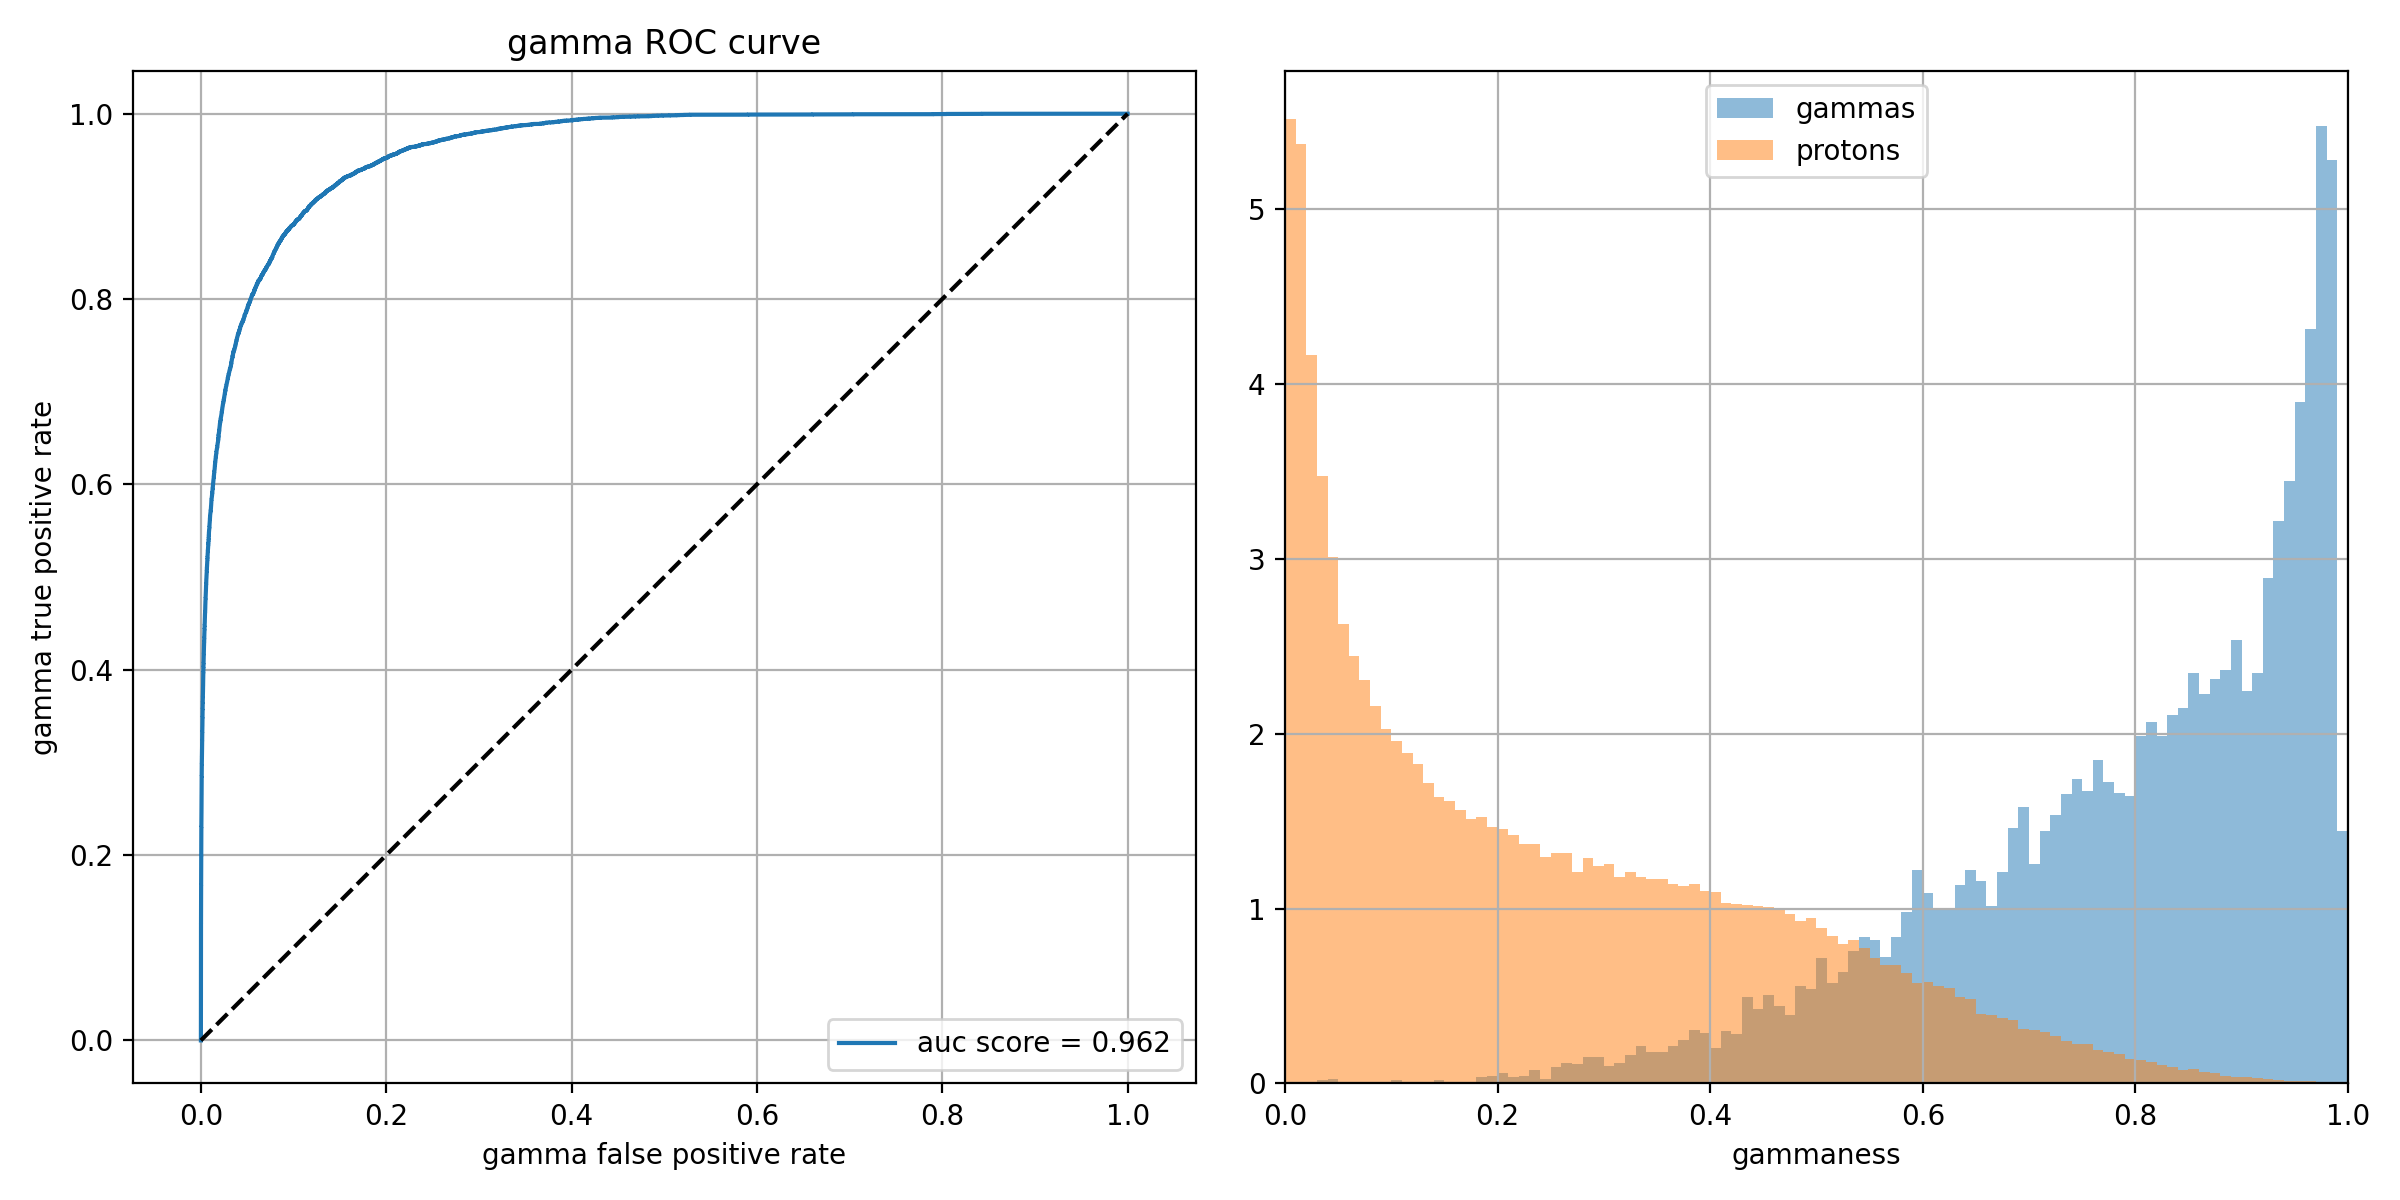 gamma ROC curve
gamma true positive rate
1.0
0.8
0.6
0.4
0.2
0.0
auc score = 0.962
0.0 0.2 0.4 0.6 0.8 1.0
gamma false positive rate
gammas
protons
5
4
3
2
1
0
0.0 0.2 0.4 0.6 0.8 1.0
gammaness